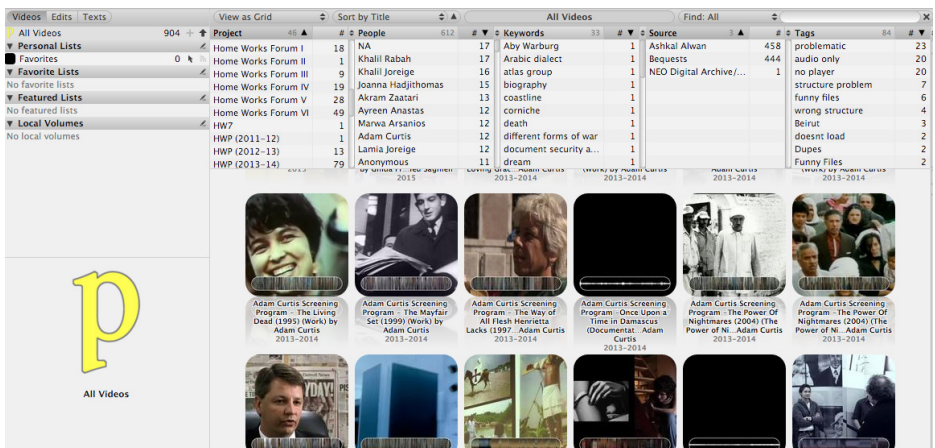 Videos Edits Texts View as Grid Sort by Title All Videos Find: All
All Videos 904
Personal Lists
Favorites 0
Favorite Lists
No favorite lists
Featured Lists
No featured lists
Local Volumes
No local volumes
Project 46 #
Home Works Forum I 18
Home Works Forum II 1
Home Works Forum III 9
Home Works Forum IV 19
Home Works Forum V 28
Home Works Forum VI 49
HW7 1
HWP (2011-12) 1
HWP (2012-13) 13
HWP (2013-14) 79
People 612 #
NA 17
Khalil Rabah 17
Khalil Joreige 16
Joanna Hadjithomas 15
Akram Zaatari 13
Ayreen Anastas 12
Marwa Arsanios 12
Adam Curtis 12
Lamia Joreige 12
Anonymous 11
Keywords 33 #
Aby Warburg 1
Arabic dialect 1
atlas group 1
biography 1
coastline 1
corniche 1
death 1
different forms of war 1
document security a... 1
dream 1
Source 3 #
Ashkal Alwan 458
Bequests 444
NEO Digital Archive/... 1
Tags 84 #
problematic 23
audio only 20
no player 20
structure problem 7
funny files 6
wrong structure 4
Beirut 3
doesnt load 2
Dupes 2
Funny Files 2
2015
2013-2014
2013-2014
2013-2014
2013-2014
Adam Curtis Screening
Program - The Living
Dead (1995) (Work) by
Adam Curtis
2013-2014
Adam Curtis Screening
Program - The Mayfair
Set (1999) (Work) by
Adam Curtis
2013-2014
Adam Curtis Screening
Program - The Way of
All Flesh Henrietta
Lacks (1997...Adam Curtis
2013-2014
Adam Curtis Screening
Program -Once Upon a
Time in Damascus
(Documentat...Adam
Curtis
2013-2014
Adam Curtis Screening
Program -The Power Of
Nightmares (2004) (The
Power of Ni...Adam Curtis
2013-2014
Adam Curtis Screening
Program -The Power Of
Nightmares (2004) (The
Power of Ni...Adam Curtis
2013-2014
p
All Videos